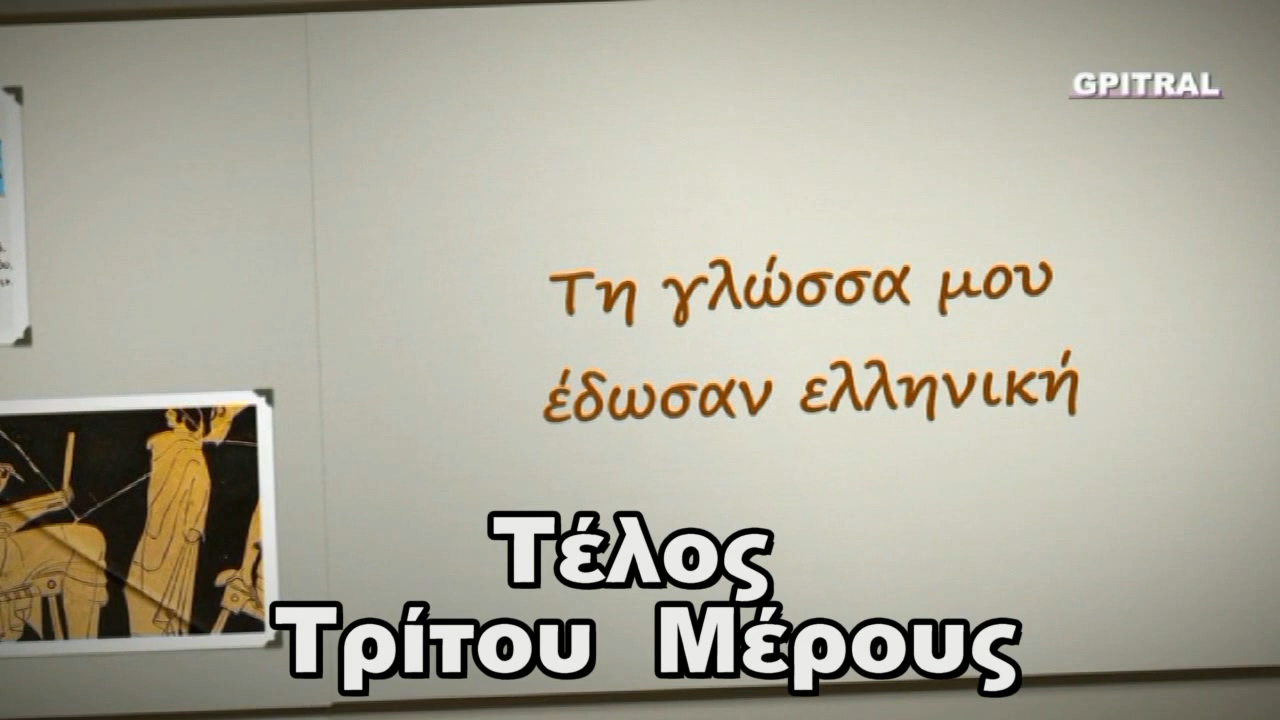 GPITRAL
Τη γλώσσα μου
έδωσαν ελληνική
Τέλος
Τρίτου Μέρους